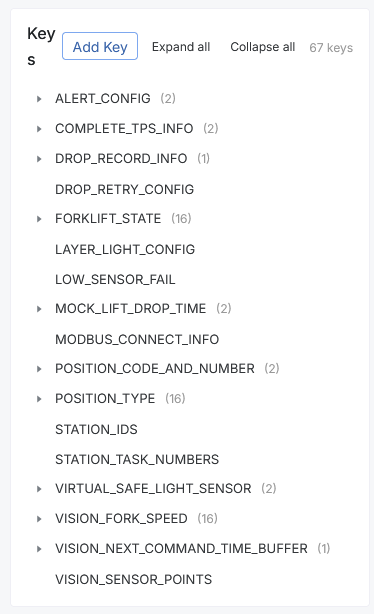 Key
s
Add Key
Expand all
Collapse all
67 keys
ALERT_CONFIG (2)
COMPLETE_TPS_INFO (2)
DROP_RECORD_INFO (1)
DROP_RETRY_CONFIG
FORKLIFT_STATE (16)
LAYER_LIGHT_CONFIG
LOW_SENSOR_FAIL
MOCK_LIFT_DROP_TIME (2)
MODBUS_CONNECT_INFO
POSITION_CODE_AND_NUMBER (2)
POSITION_TYPE (16)
STATION_IDS
STATION_TASK_NUMBERS
VIRTUAL_SAFE_LIGHT_SENSOR (2)
VISION_FORK_SPEED (16)
VISION_NEXT_COMMAND_TIME_BUFFER (1)
VISION_SENSOR_POINTS